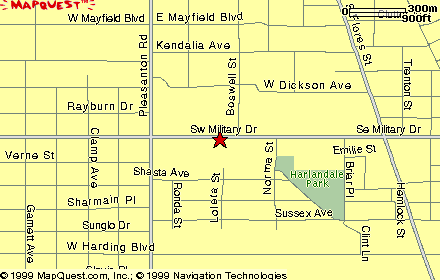 MAPQUEST
300m
900ft
W Mayfield Blvd
E Mayfield Blvd
S Flores St
Kendalia Ave
Pleasanton Rd
Boswell St
W Dickson Ave
Trenton St
Rayburn Dr
Sw Military Dr
Se Military Dr
Verne St
Emilie St
Clamp Ave
Shasta Ave
Norma St
Harlandale
Park
Briar Pl
Sharmain Pl
Ronda St
Lolera St
Sussex Ave
Hemlock St
Garnett Ave
Sunglo Dr
W Harding Blvd
Clint Ln
© 1999 MapQuest.com, Inc.; © 1999 Navigation Technologies